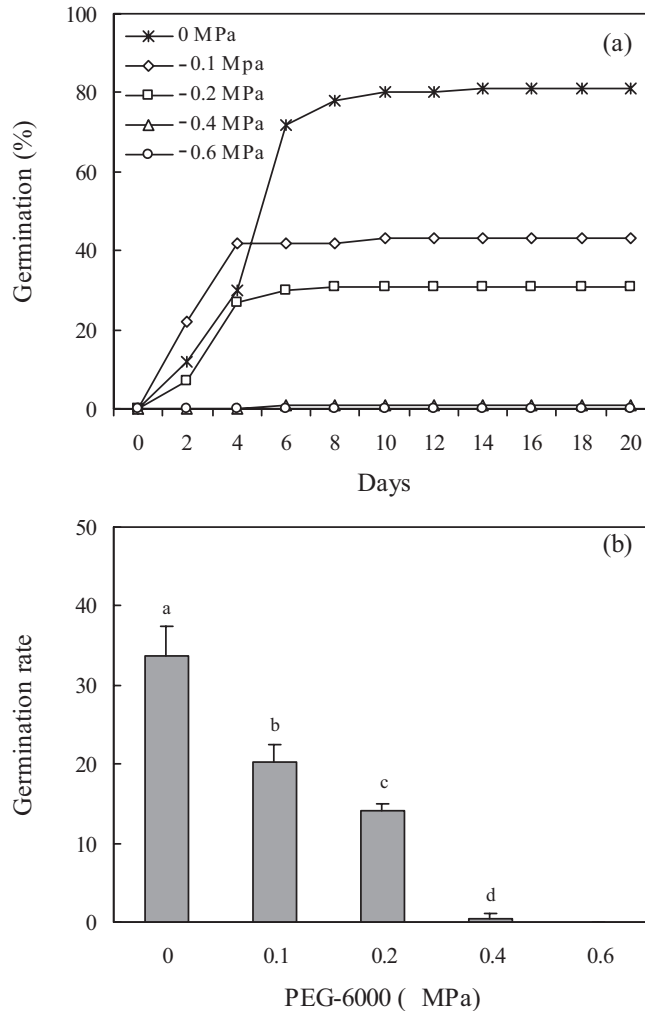 100
80
60
40
20
0
Germination (%)
(a)
0 MPa
−0.1 Mpa
−0.2 MPa
−0.4 MPa
−0.6 MPa
0 2 4 6 8 10 12 14 16 18 20
Days
50
40
30
20
10
0
Germination rate
(b)
a
b
c
d
0 0.1 0.2 0.4 0.6
PEG-6000 ( MPa)